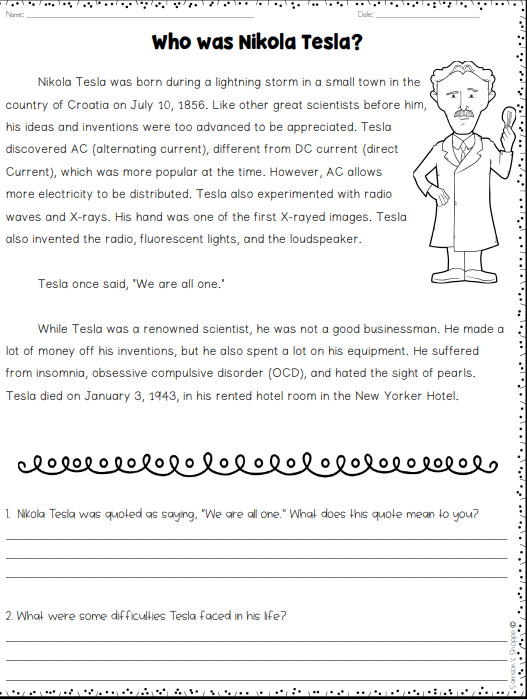 Name: ______ Date: ______
Who was Nikola Tesla?
Nikola Tesla was born during a lightning storm in a small town in the
country of Croatia on July 10, 1856. Like other great scientists before him,
his ideas and inventions were too advanced to be appreciated. Tesla
discovered AC (alternating current), different from DC current (direct
Current), which was more popular at the time. However, AC allows
more electricity to be distributed. Tesla also experimented with radio
waves and X-rays. His hand was one of the first X-rayed images. Tesla
also invented the radio, fluorescent lights, and the loudspeaker.
Tesla once said, "We are all one."
While Tesla was a renowned scientist, he was not a good businessman. He made a
lot of money off his inventions, but he also spent a lot on his equipment. He suffered
from insomnia, obsessive compulsive disorder (OCD), and hated the sight of pearls.
Tesla died on January 3, 1943, in his rented hotel room in the New Yorker Hotel.
1. Nikola Tesla was quoted as saying, "We are all one." What does this quote mean to you?
2. What were some difficulties Tesla faced in his life?
Samson's Shoppe ©